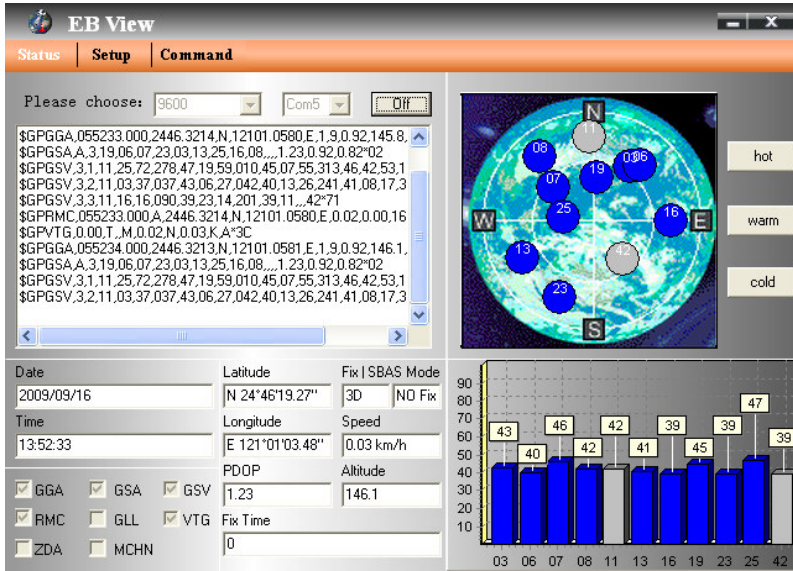 EB View
Status Setup Command
Please choose: 9600 Com5 Off
$GPGGA,055233.000,2446.3214,N,12101.0580,E,1,9,0.92,145.8,
$GPGSA,A,3,19,06,07,23,03,13,25,16,08,,,,1.23,0.92,0.82*02
$GPGSV,3,1,11,25,72,278,47,19,59,010,45,07,55,313,46,42,53,1
$GPGSV,3,2,11,03,37,037,43,06,27,042,40,13,26,241,41,08,17,3
$GPGSV,3,3,11,16,16,090,39,23,14,201,39,11,,,42*71
$GPRMC,055233.000,A,2446.3214,N,12101.0580,E,0.02,0.00,16
$GPVTG,0.00,T,,M,0.02,N,0.03,K,A*3C
$GPGGA,055234.000,2446.3213,N,12101.0581,E,1,9,0.92,146.1,
$GPGSA,A,3,19,06,07,23,03,13,25,16,08,,,,1.23,0.92,0.82*02
$GPGSV,3,1,11,25,72,278,47,19,59,010,45,07,55,313,46,42,53,1
$GPGSV,3,2,11,03,37,037,43,06,27,042,40,13,26,241,41,08,17,3
N
11
08
19 03 06
07
25
W 16 E
13 42
23
S
hot
warm
cold
Date
2009/09/16
Time
13:52:33
GGA GSA GSV
RMC GLL VTG
ZDA MCHN
Latitude
N 24°46'19.27''
Longitude
E 121°01'03.48''
PDOP
1.23
Fix Time
0
Fix | SBAS Mode
3D NO Fix
Speed
0.03 km/h
Altitude
146.1
90
80
70
60
50
40
30
20
10
43 40 46 42 42 41 39 45 39 47 39
03 06 07 08 11 13 16 19 23 25 42